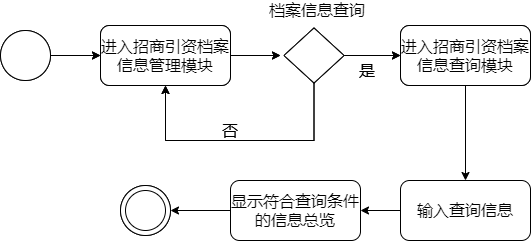 档案信息查询
进入招商引资档案
信息管理模块
进入招商引资档案
信息查询模块
是
否
显示符合查询条件
的信息总览
输入查询信息